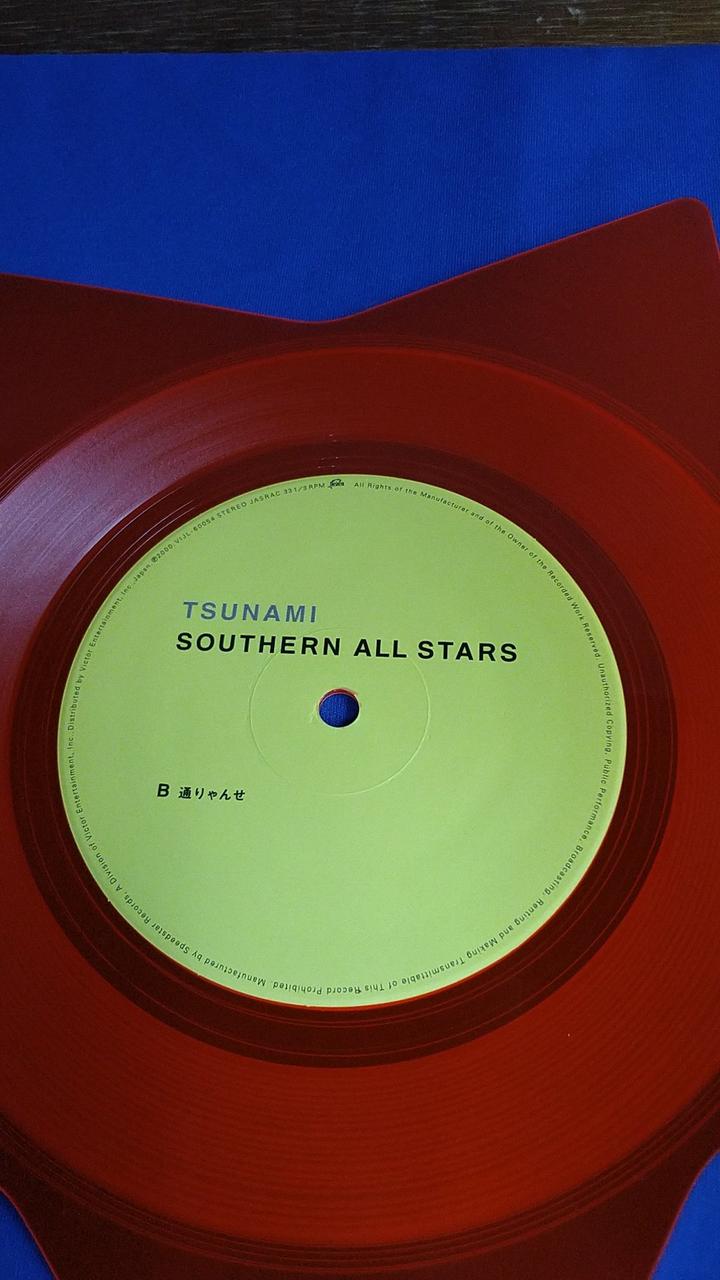 TSUNAMI
SOUTHERN ALL STARS
B 通りゃんせ
All Rights of the Manufacturer and of the Owner of the Recorded Work Reserved. Unauthorized Copying, Public Performance, Broadcasting, Renting and Making Transmittable of This Record Prohibited. Manufactured by Speedstar Records, A Division of Victor Entertainment, Inc. Distributed by Victor Entertainment, Inc. Japan. ℗2000 VIJL-60054 STEREO JASRAC 33 1/3 RPM